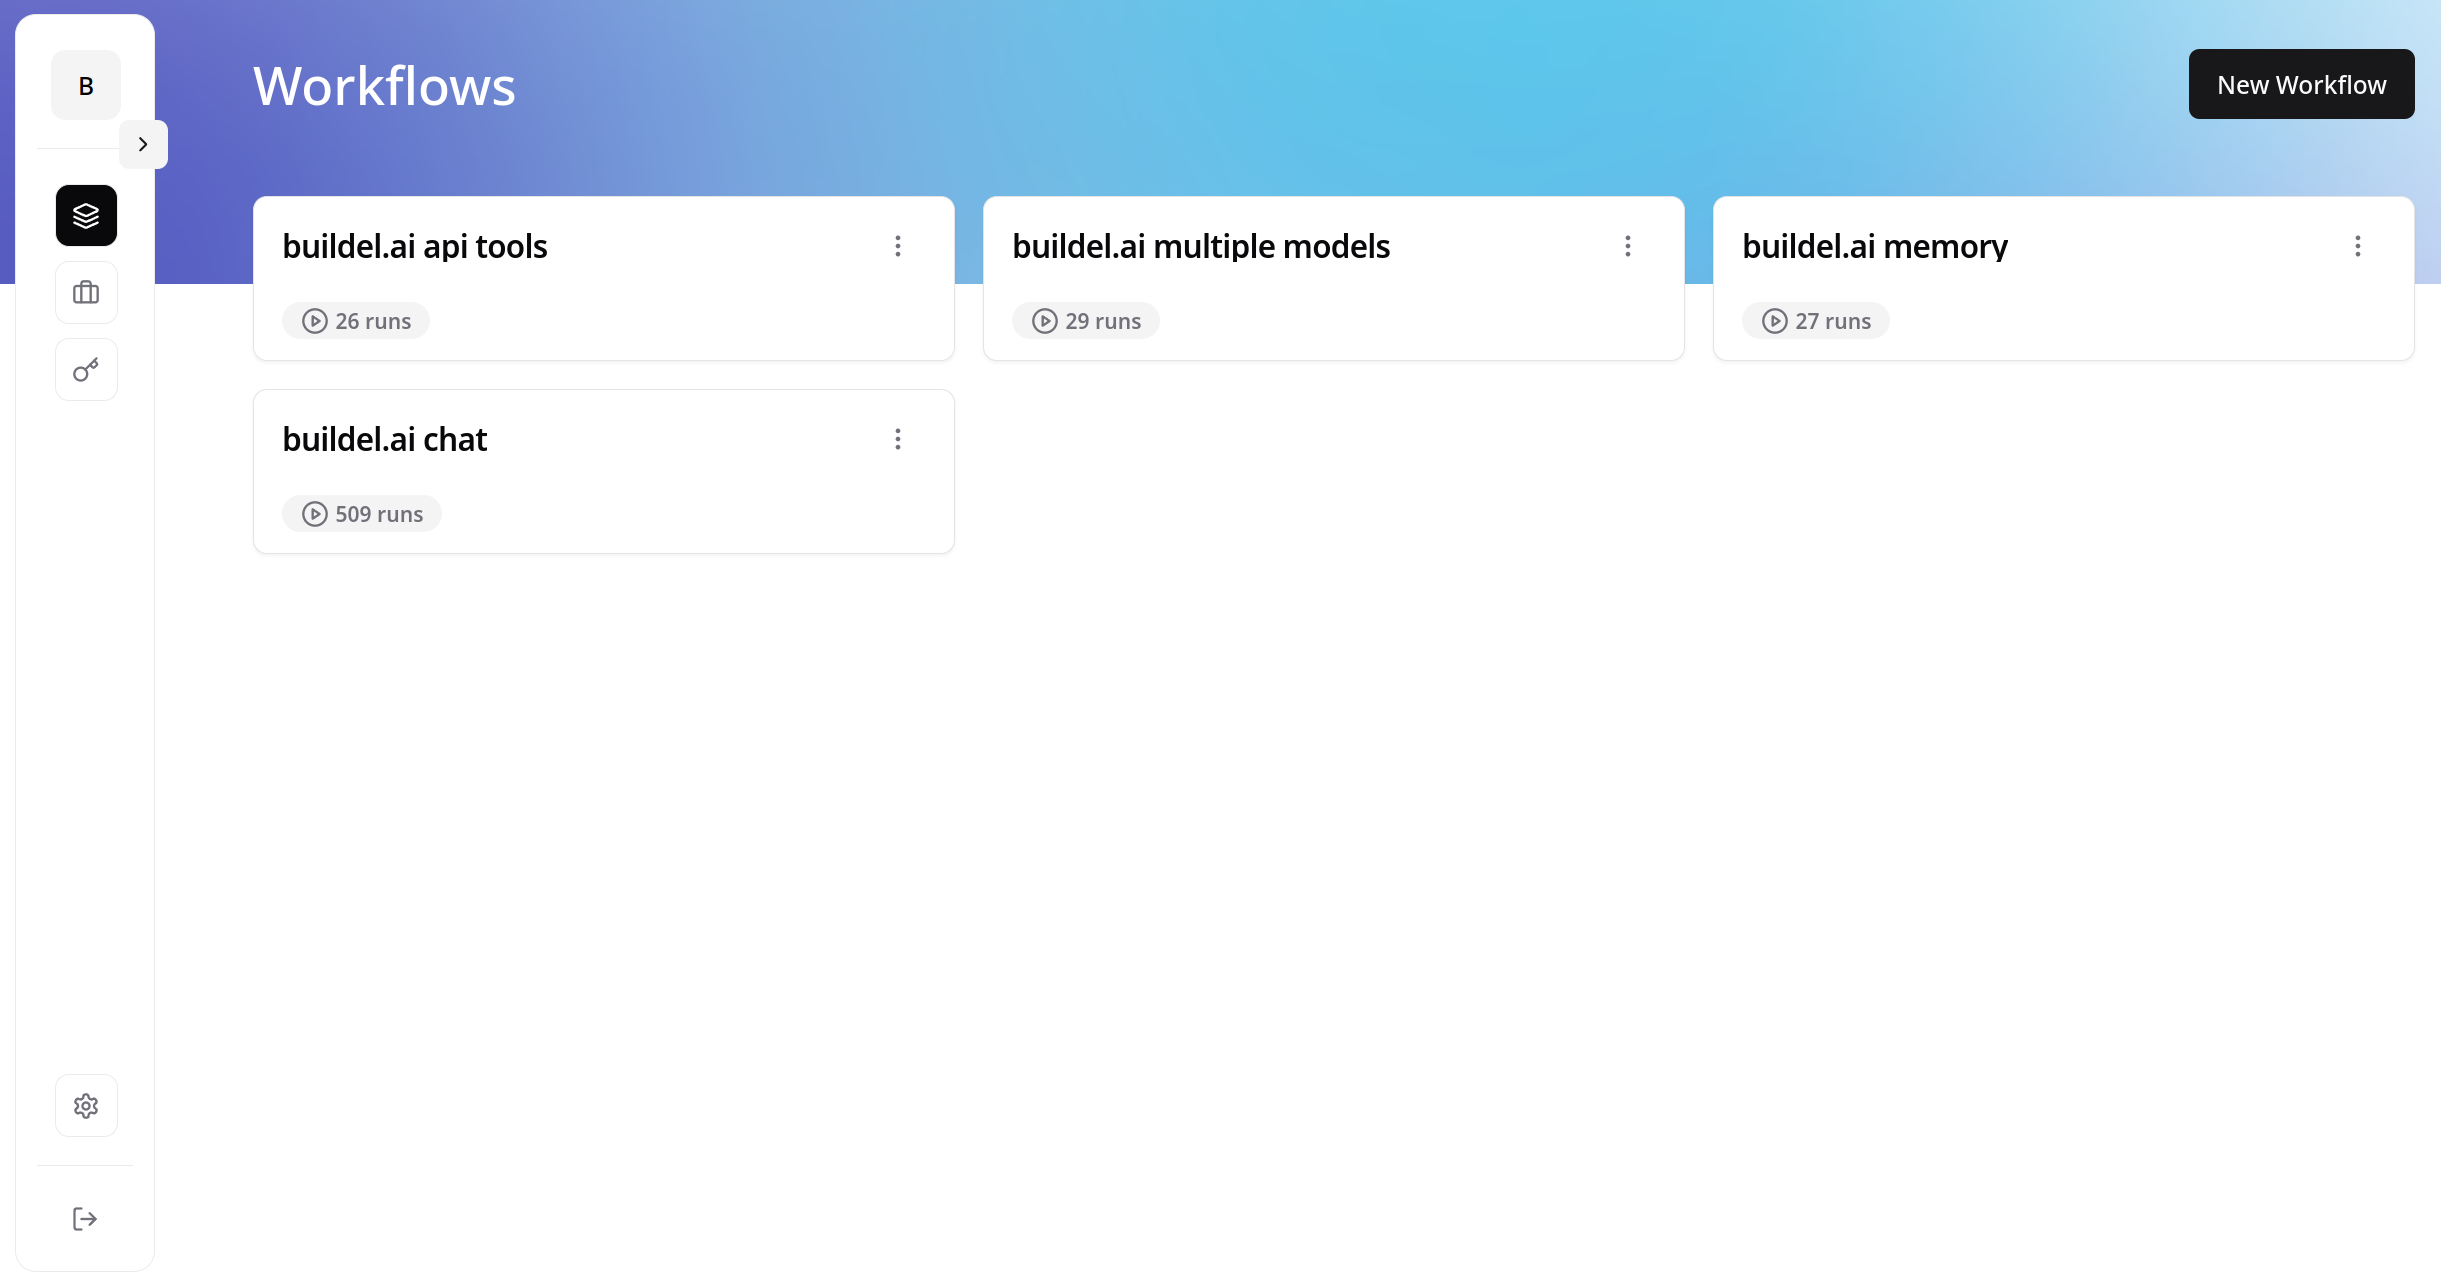 B
Workflows
New Workflow
buildel.ai api tools
26 runs
buildel.ai multiple models
29 runs
buildel.ai memory
27 runs
buildel.ai chat
509 runs